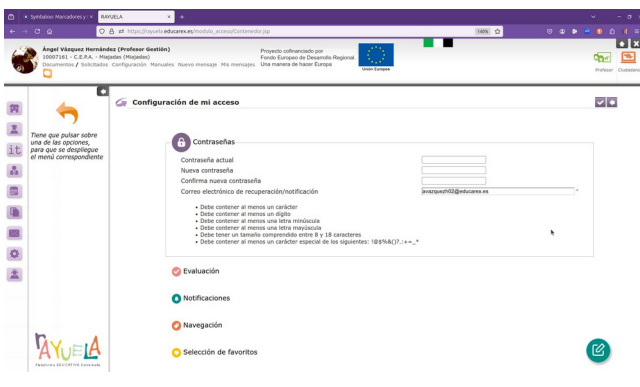 Symbaloo: Marcadores y
RAYUELA
https://rayuela.educarex.es/modulo_acceso/Contenedor.jsp
140%
Ángel Vázquez Hernández (Profesor Gestión)
10007161 - C.E.P.A. - Miajadas (Miajadas)
Documentos / Solicitados Configuración Manuales Nuevo mensaje Mis mensajes
Proyecto cofinanciado por
Fondo Europeo de Desarrollo Regional
Una manera de hacer Europa
Unión Europea
Profesor Ciudadano
Configuración de mi acceso
Tiene que pulsar sobre
una de las opciones,
para que se despliegue
el menú correspondiente
it
Contraseñas
Contraseña actual
Nueva contraseña
Confirma nueva contraseña
Correo electrónico de recuperación/notificación
avazquezh02@educarex.es *
• Debe contener al menos un carácter
• Debe contener al menos un dígito
• Debe contener al menos una letra minúscula
• Debe contener al menos una letra mayúscula
• Debe tener un tamaño comprendido entre 8 y 18 caracteres
• Debe contener al menos un carácter especial de los siguientes: !@$%&()?.:+=_*
Evaluación
Notificaciones
Navegación
Selección de favoritos
rAYUELA